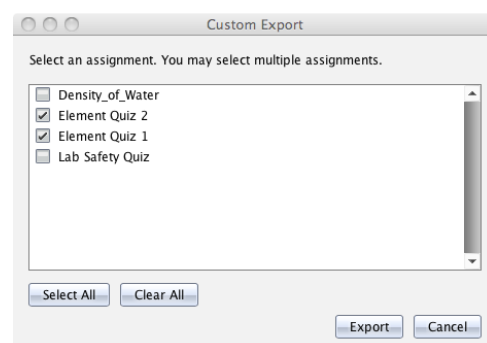 Custom Export
Select an assignment. You may select multiple assignments.
Density_of_Water
Element Quiz 2
Element Quiz 1
Lab Safety Quiz
Select All Clear All
Export Cancel